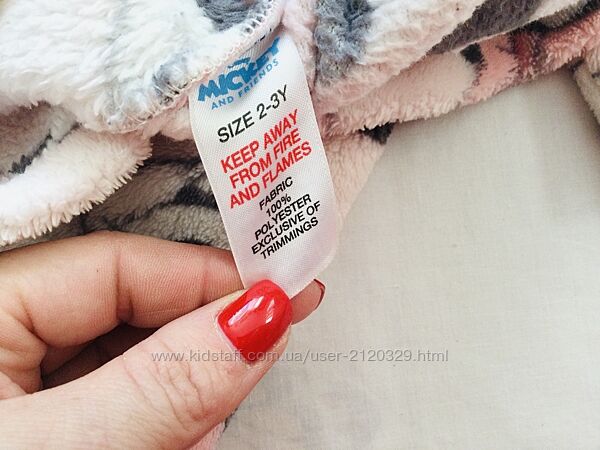 MICKEY
AND FRIENDS
SIZE 2-3Y
KEEP AWAY
FROM FIRE
AND FLAMES
FABRIC
100%
POLYESTER
EXCLUSIVE OF
TRIMMINGS
www.kidstaff.com.ua/user-2120329.html